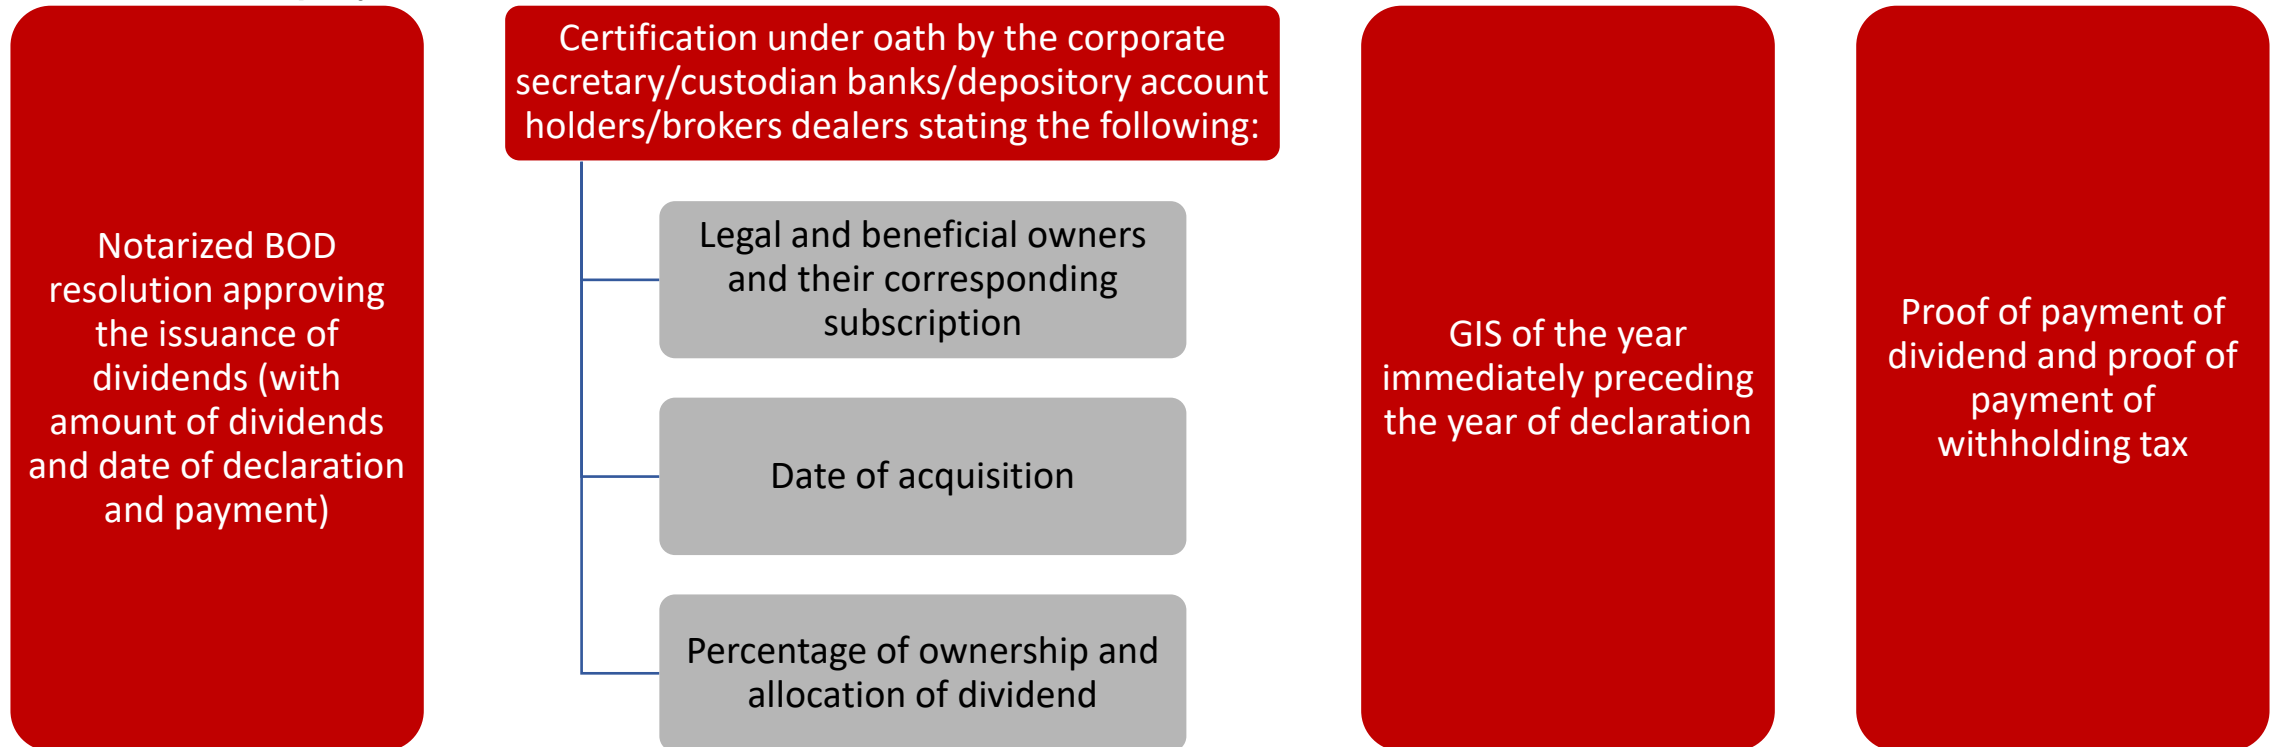 Notarized BOD
resolution approving
the issuance of
dividends (with
amount of dividends
and date of declaration
and payment)
Certification under oath by the corporate
secretary/custodian banks/depository account
holders/brokers dealers stating the following:
Legal and beneficial owners
and their corresponding
subscription
Date of acquisition
Percentage of ownership and
allocation of dividend
GIS of the year
immediately preceding
the year of declaration
Proof of payment of
dividend and proof of
payment of
withholding tax